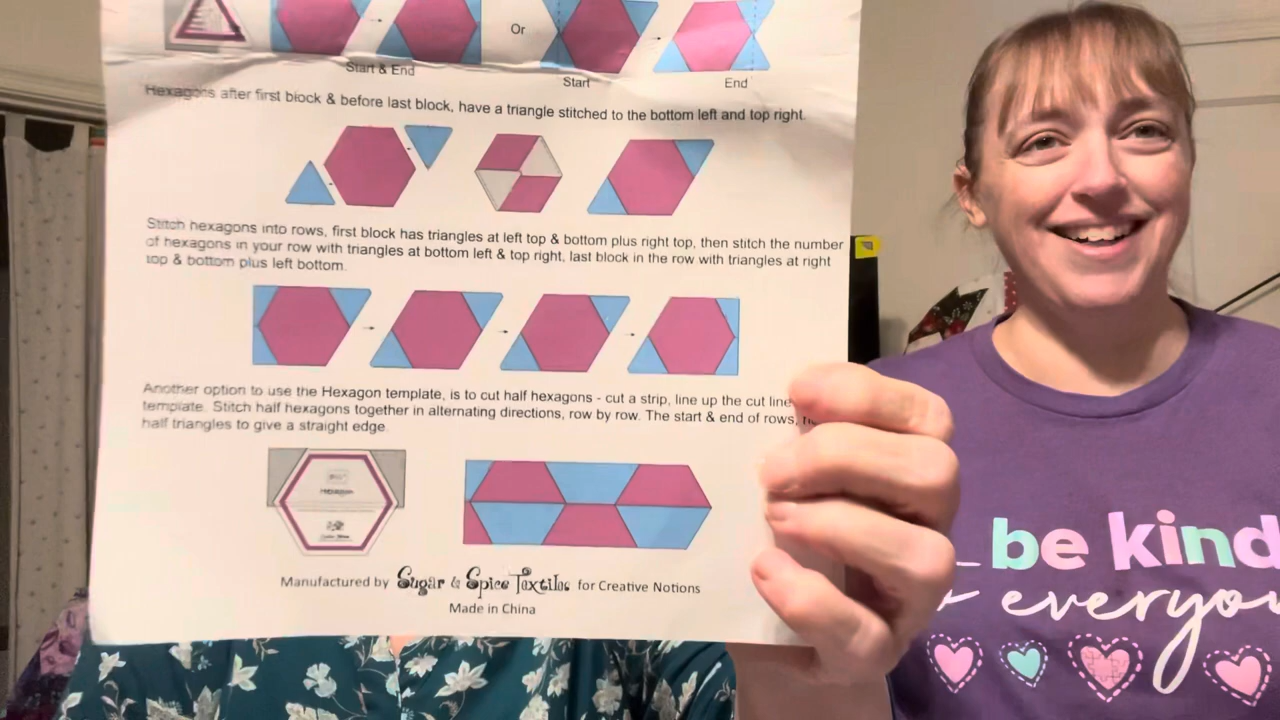 Or
Start & End
Start
End
Hexagons after first block & before last block, have a triangle stitched to the bottom left and top right.
Stitch hexagons into rows, first block has triangles at left top & bottom plus right top, then stitch the number
of hexagons in your row with triangles at bottom left & top right, last block in the row with triangles at right
top & bottom plus left bottom.
Another option to use the Hexagon template, is to cut half hexagons - cut a strip, line up the cut line
template. Stitch half hexagons together in alternating directions, row by row. The start & end of rows,
half triangles to give a straight edge.
Hexagon
Manufactured by Sugar & Spice Textiles for Creative Notions
Made in China
be kind
everyo